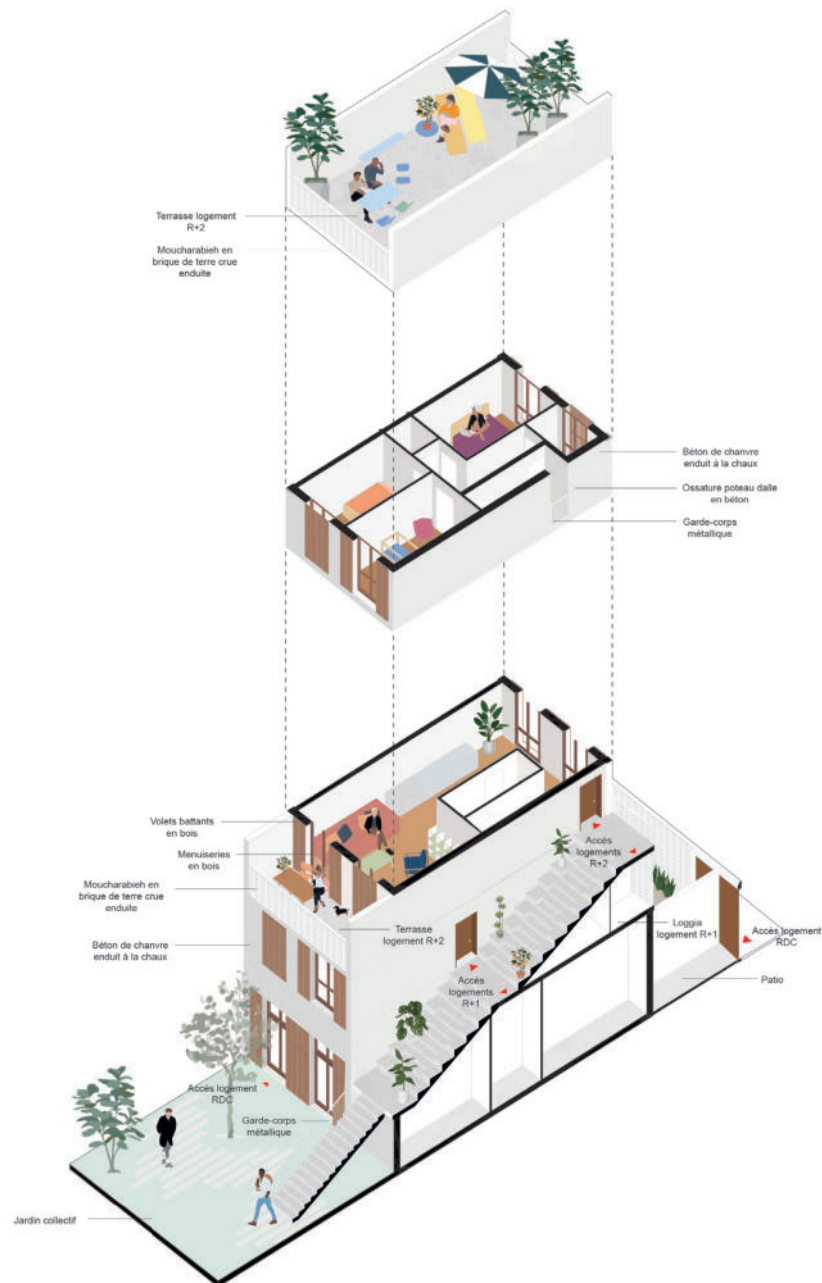 Terrasse logement
R+2
Moucharabieh en
brique de terre crue
enduite
Béton de chanvre
enduit à la chaux
Ossature poteau dalle
en béton
Garde-corps
métallique
Volets battants
en bois
Menuiseries
en bois
Moucharabieh en
brique de terre crue
enduite
Béton de chanvre
enduit à la chaux
Terrasse
logement R+2
Accès
logements
R+2
Accès
logements
R+1
Loggia
logement R+1
Accès logement
RDC
Patio
Accès logement
RDC
Garde-corps
métallique
Jardin collectif